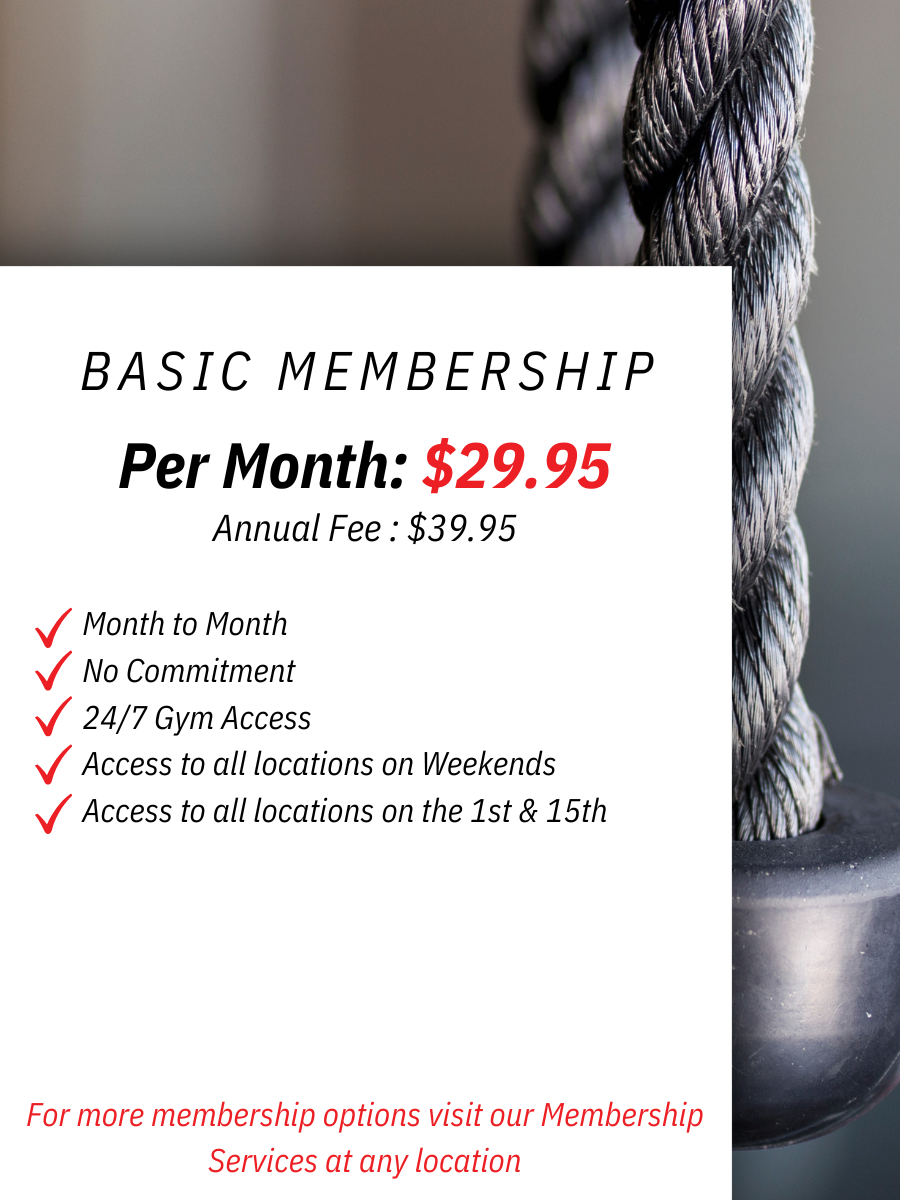 BASIC MEMBERSHIP
Per Month: $29.95
Annual Fee : $39.95
Month to Month
No Commitment
24/7 Gym Access
Access to all locations on Weekends
Access to all locations on the 1st & 15th
For more membership options visit our Membership
Services at any location